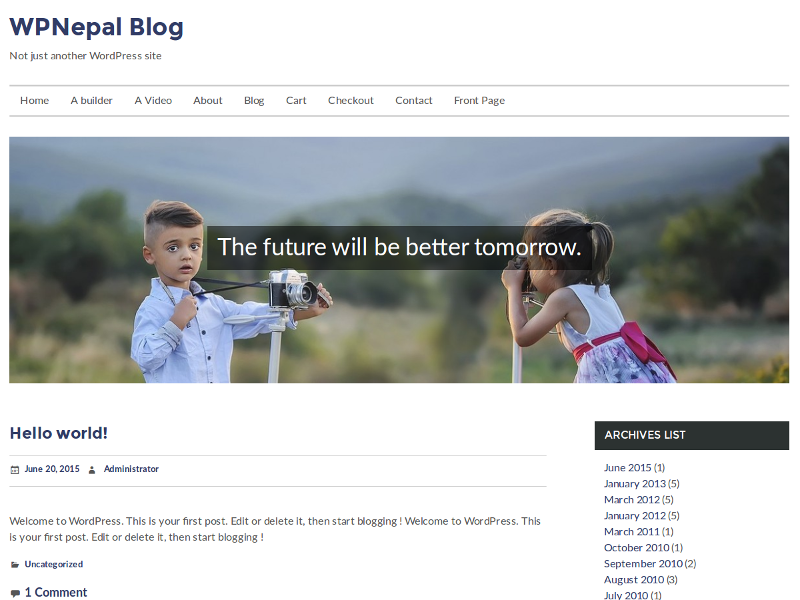 WPNepal Blog
Not just another WordPress site
Home A builder A Video About Blog Cart Checkout Contact Front Page
The future will be better tomorrow.
Hello world!
June 20, 2015 Administrator
Welcome to WordPress. This is your first post. Edit or delete it, then start blogging ! Welcome to WordPress. This
is your first post. Edit or delete it, then start blogging !
Uncategorized
1 Comment
ARCHIVES LIST
June 2015 (1)
January 2013 (5)
March 2012 (5)
January 2012 (5)
March 2011 (1)
October 2010 (1)
September 2010 (2)
August 2010 (3)
July 2010 (1)